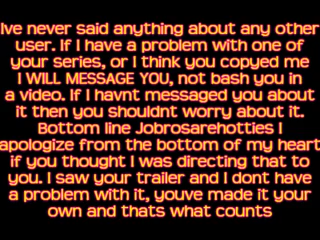 Ive never said anything about any other
user. If I have a problem with one of
your series, or I think you copyed me
I WILL MESSAGE YOU, not bash you in
a video. If I havnt messaged you about
it then you shouldnt worry about it.
Bottom line Jobrosarehotties I
apologize from the bottom of my heart
if you thought I was directing that to
you. I saw your trailer and I dont have
a problem with it, youve made it your
own and thats what counts